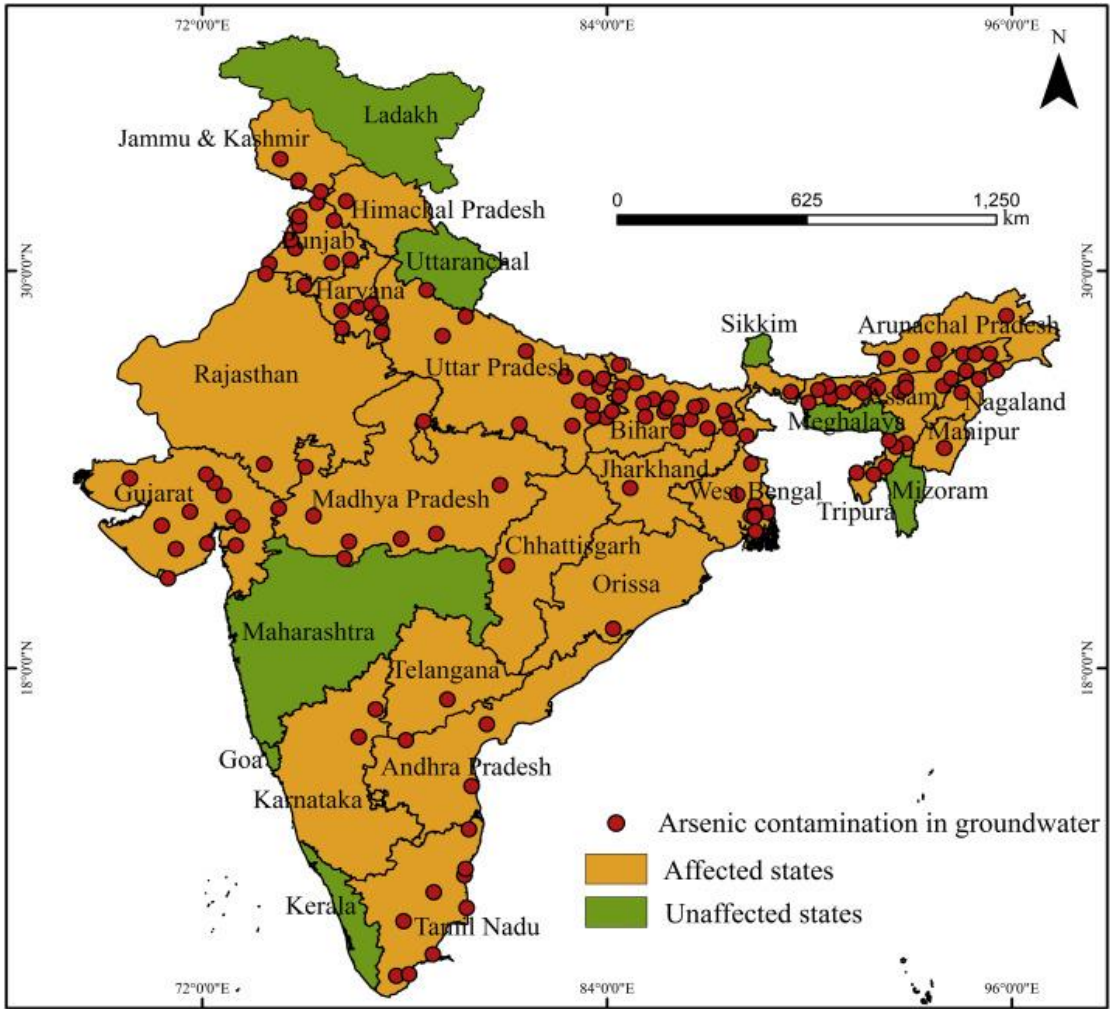 72°0'0"E
84°0'0"E
96°0'0"E
N
Ladakh
Jammu & Kashmir
0 625 1,250
km
Himachal Pradesh
Punjab
Uttaranchal
30°0'0"N
30°0'0"N
Haryana
Sikkim
Arunachal Pradesh
Rajasthan
Uttar Pradesh
Assam
Nagaland
Meghalaya
Bihar
Manipur
Jharkhand
Gujarat
Madhya Pradesh
West Bengal
Mizoram
Tripura
Chhattisgarh
Orissa
Maharashtra
Telangana
18°0'0"N
18°0'0"N
Goa
Andhra Pradesh
Karnataka
Arsenic contamination in groundwater
Affected states
Kerala
Unaffected states
Tamil Nadu
72°0'0"E
84°0'0"E
96°0'0"E